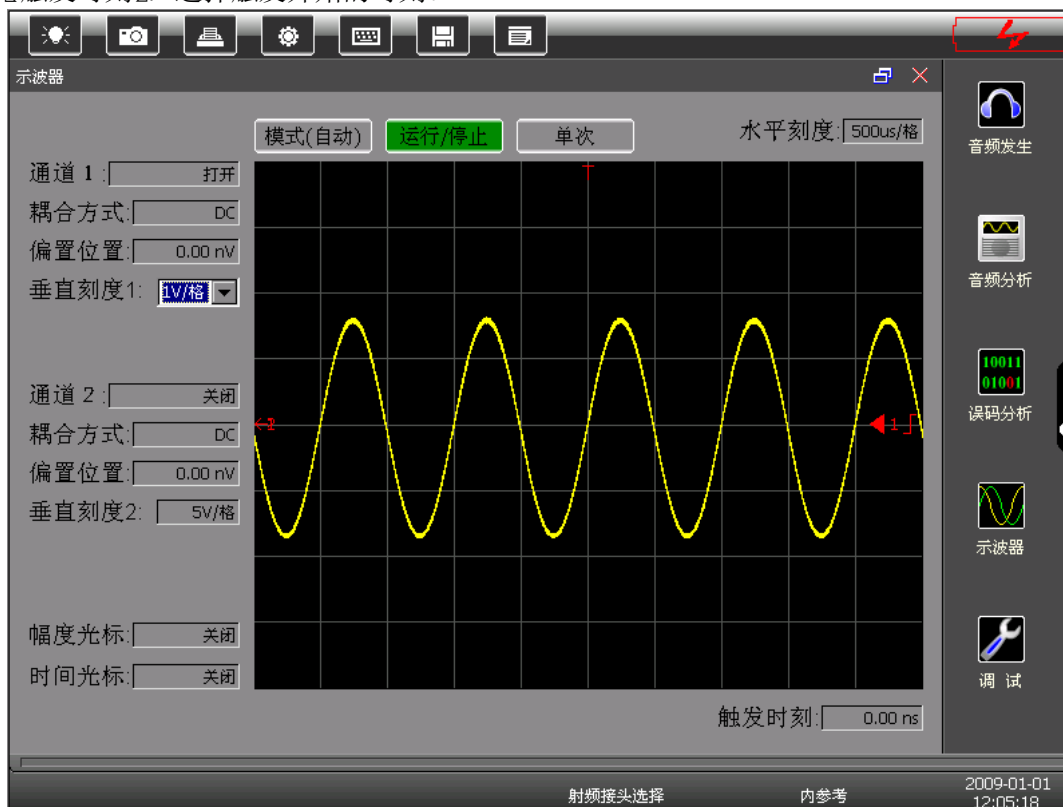 示波器
模式(自动) 运行/停止 单次 水平刻度: 500us/格
通道 1 : 打开
耦合方式: DC
偏置位置: 0.00 nV
垂直刻度1: 1V/格
通道 2 : 关闭
耦合方式: DC
偏置位置: 0.00 nV
垂直刻度2: 5V/格
幅度光标: 关闭
时间光标: 关闭
T
1
触发时刻: 0.00 ns
音频发生
音频分析
10011
01001
误码分析
示波器
调 试
射频接头选择 内参考 2009-01-01
12:05:18